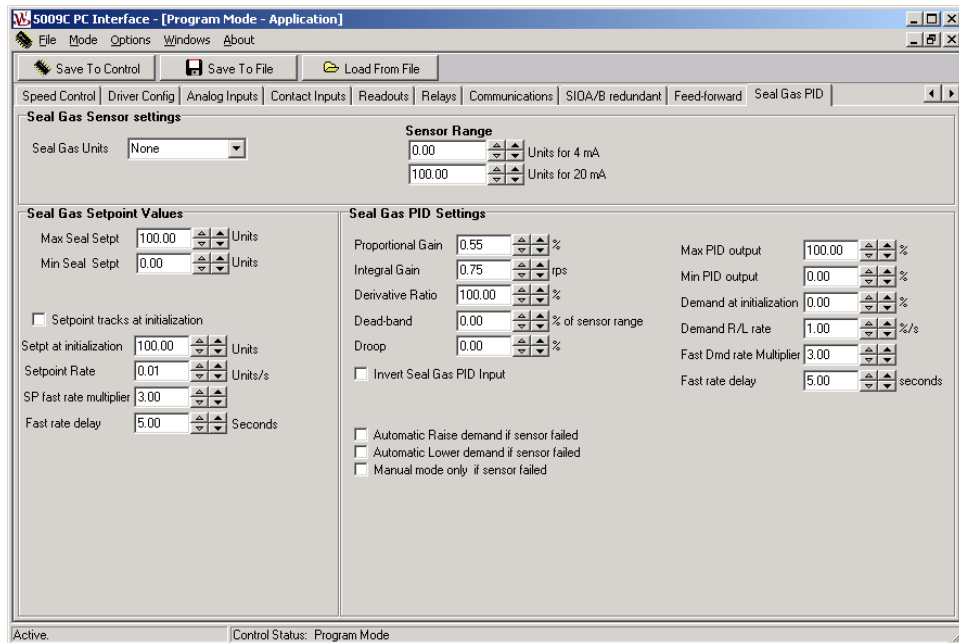 5009C PC Interface - [Program Mode - Application]
File Mode Options Windows About
Save To Control Save To File Load From File
Speed Control Driver Config Analog Inputs Contact Inputs Readouts Relays Communications SIOA/B redundant Feed-forward Seal Gas PID
Seal Gas Sensor settings
Seal Gas Units None
Sensor Range
0.00 Units for 4 mA
100.00 Units for 20 mA
Seal Gas Setpoint Values
Max Seal Setpt 100.00 Units
Min Seal Setpt 0.00 Units
Setpoint tracks at initialization
Setpt at initialization 100.00 Units
Setpoint Rate 0.01 Units/s
SP fast rate multiplier 3.00
Fast rate delay 5.00 Seconds
Seal Gas PID Settings
Proportional Gain 0.55 %
Integral Gain 0.75 rps
Derivative Ratio 100.00 %
Dead-band 0.00 % of sensor range
Droop 0.00 %
Invert Seal Gas PID Input
Automatic Raise demand if sensor failed
Automatic Lower demand if sensor failed
Manual mode only if sensor failed
Max PID output 100.00 %
Min PID output 0.00 %
Demand at initialization 0.00 %
Demand R/L rate 1.00 %/s
Fast Dmd rate Multiplier 3.00
Fast rate delay 5.00 seconds
Active. Control Status: Program Mode